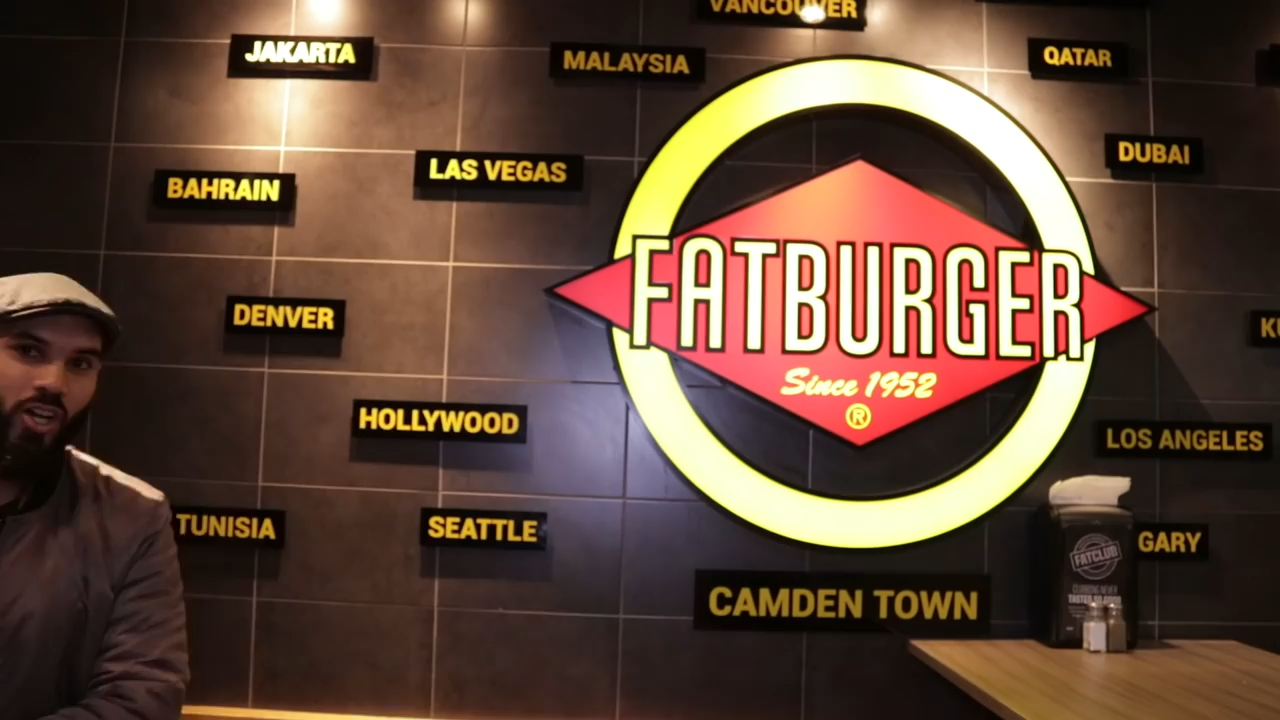 VANCOUVER
JAKARTA
MALAYSIA
QATAR
LAS VEGAS
DUBAI
BAHRAIN
FATBURGER
Since 1952
®
DENVER
K
HOLLYWOOD
LOS ANGELES
TUNISIA
SEATTLE
GARY
FATCLUB
CAMDEN TOWN